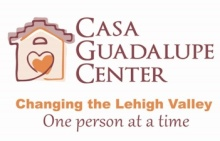 CASA
GUADALUPE
CENTER
Changing the Lehigh Valley
One person at a time